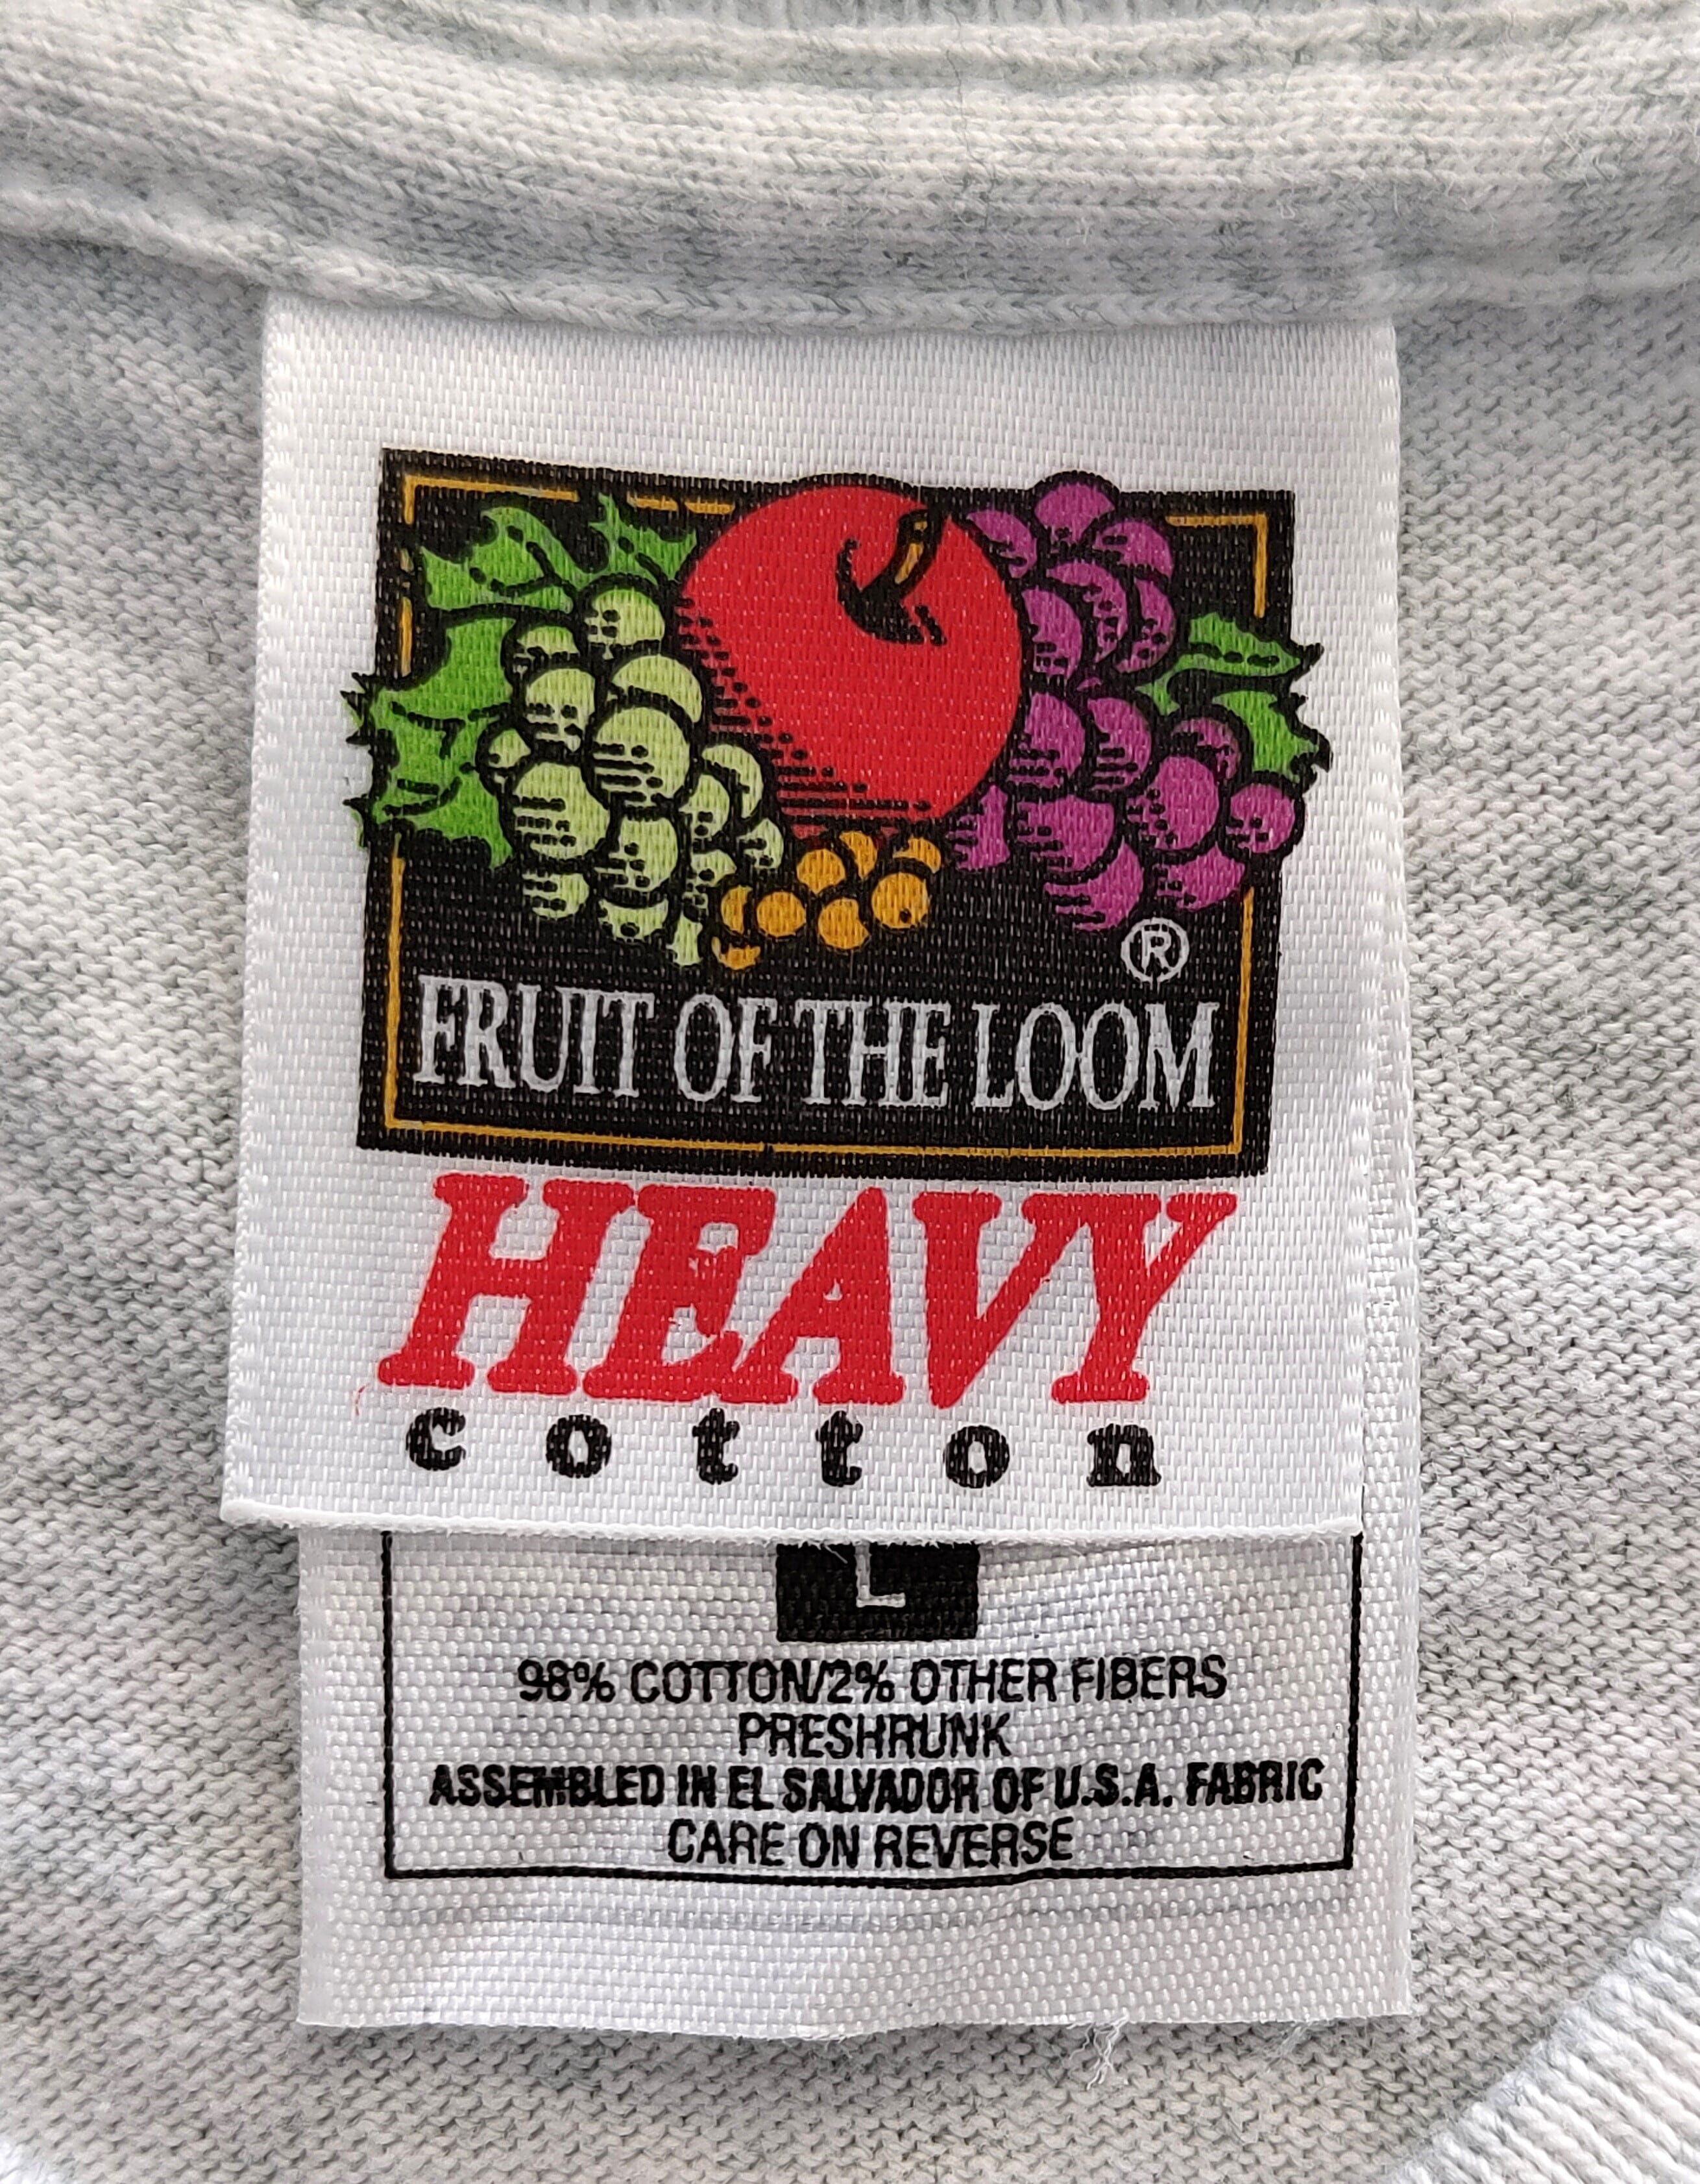 ®
FRUIT OF THE LOOM
HEAVY
cotton
L
98% COTTON/2% OTHER FIBERS
PRESHRUNK
ASSEMBLED IN EL SALVADOR OF U.S.A. FABRIC
CARE ON REVERSE